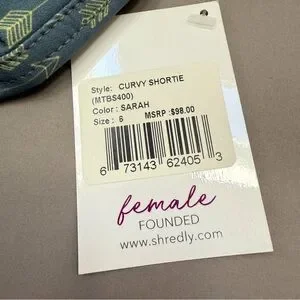 Style: CURVY SHORTIE
(MTBS400)
Color : SARAH
Size : 6 MSRP :$98.00
6 73143 62405 3
female
FOUNDED
www.shredly.com